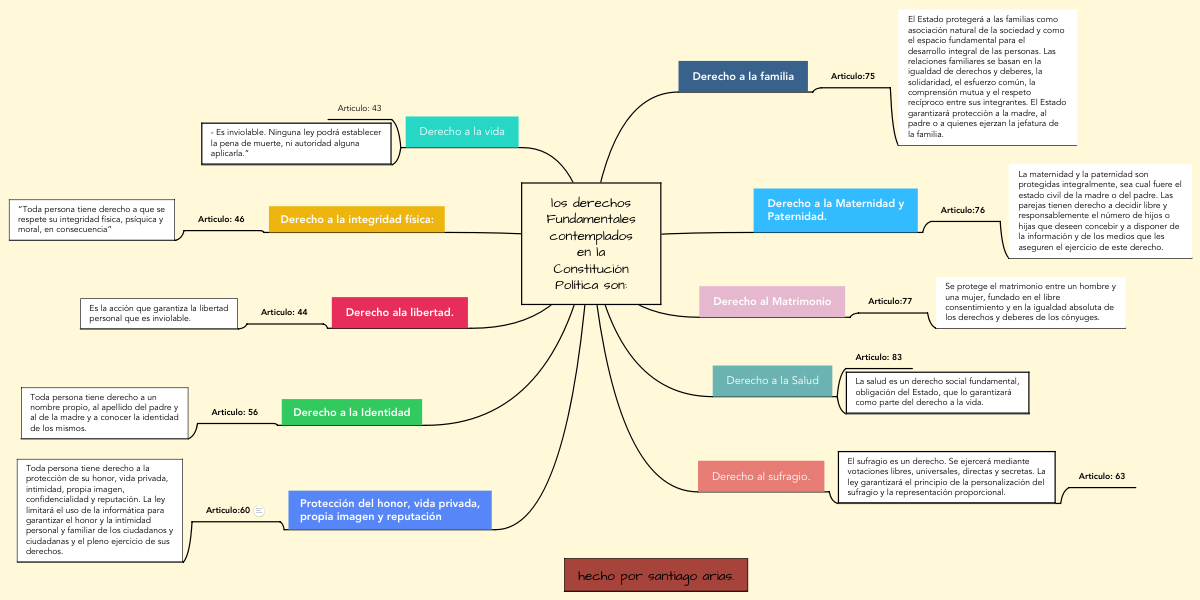 los derechos
Fundamentales
contemplados
en la
Constitución
Política son:
Derecho a la vida
Articulo: 43
- Es inviolable. Ninguna ley podrá establecer
la pena de muerte, ni autoridad alguna
aplicarla.”
Derecho a la integridad física:
Articulo: 46
“Toda persona tiene derecho a que se
respete su integridad física, psíquica y
moral, en consecuencia”
Derecho ala libertad.
Articulo: 44
Es la acción que garantiza la libertad
personal que es inviolable.
Derecho a la Identidad
Articulo: 56
Toda persona tiene derecho a un
nombre propio, al apellido del padre y
al de la madre y a conocer la identidad
de los mismos.
Protección del honor, vida privada,
propia imagen y reputación
Articulo:60
Toda persona tiene derecho a la
protección de su honor, vida privada,
intimidad, propia imagen,
confidencialidad y reputación. La ley
limitará el uso de la informática para
garantizar el honor y la intimidad
personal y familiar de los ciudadanos y
ciudadanas y el pleno ejercicio de sus
derechos.
Derecho a la familia
Articulo:75
El Estado protegerá a las familias como
asociación natural de la sociedad y como
el espacio fundamental para el
desarrollo integral de las personas. Las
relaciones familiares se basan en la
igualdad de derechos y deberes, la
solidaridad, el esfuerzo común, la
comprensión mutua y el respeto
recíproco entre sus integrantes. El Estado
garantizará protección a la madre, al
padre o a quienes ejerzan la jefatura de
la familia.
Derecho a la Maternidad y
Paternidad.
Articulo:76
La maternidad y la paternidad son
protegidas integralmente, sea cual fuere el
estado civil de la madre o del padre. Las
parejas tienen derecho a decidir libre y
responsablemente el número de hijos o
hijas que deseen concebir y a disponer de
la información y de los medios que les
aseguren el ejercicio de este derecho.
Derecho al Matrimonio
Articulo:77
Se protege el matrimonio entre un hombre y
una mujer, fundado en el libre
consentimiento y en la igualdad absoluta de
los derechos y deberes de los cónyuges.
Derecho a la Salud
Articulo: 83
La salud es un derecho social fundamental,
obligación del Estado, que lo garantizará
como parte del derecho a la vida.
Derecho al sufragio.
El sufragio es un derecho. Se ejercerá mediante
votaciones libres, universales, directas y secretas. La
ley garantizará el principio de la personalización del
sufragio y la representación proporcional.
Articulo: 63
hecho por santiago arias.